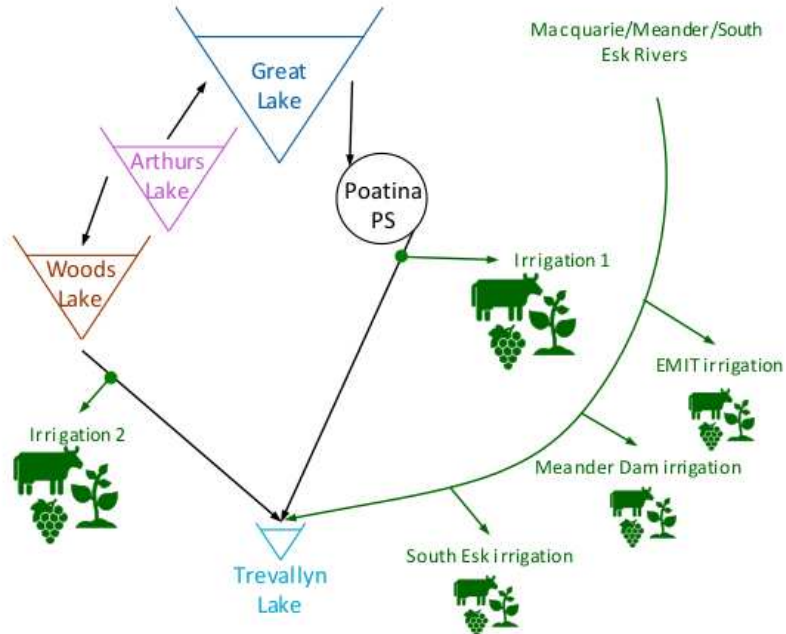 Macquarie/Meander/South
Esk Rivers
Great
Lake
Arthurs
Lake
Poatina
PS
Woods
Lake
Irrigation 1
EMIT irrigation
Irrigation 2
Meander Dam irrigation
South Esk irrigation
Trevallyn
Lake